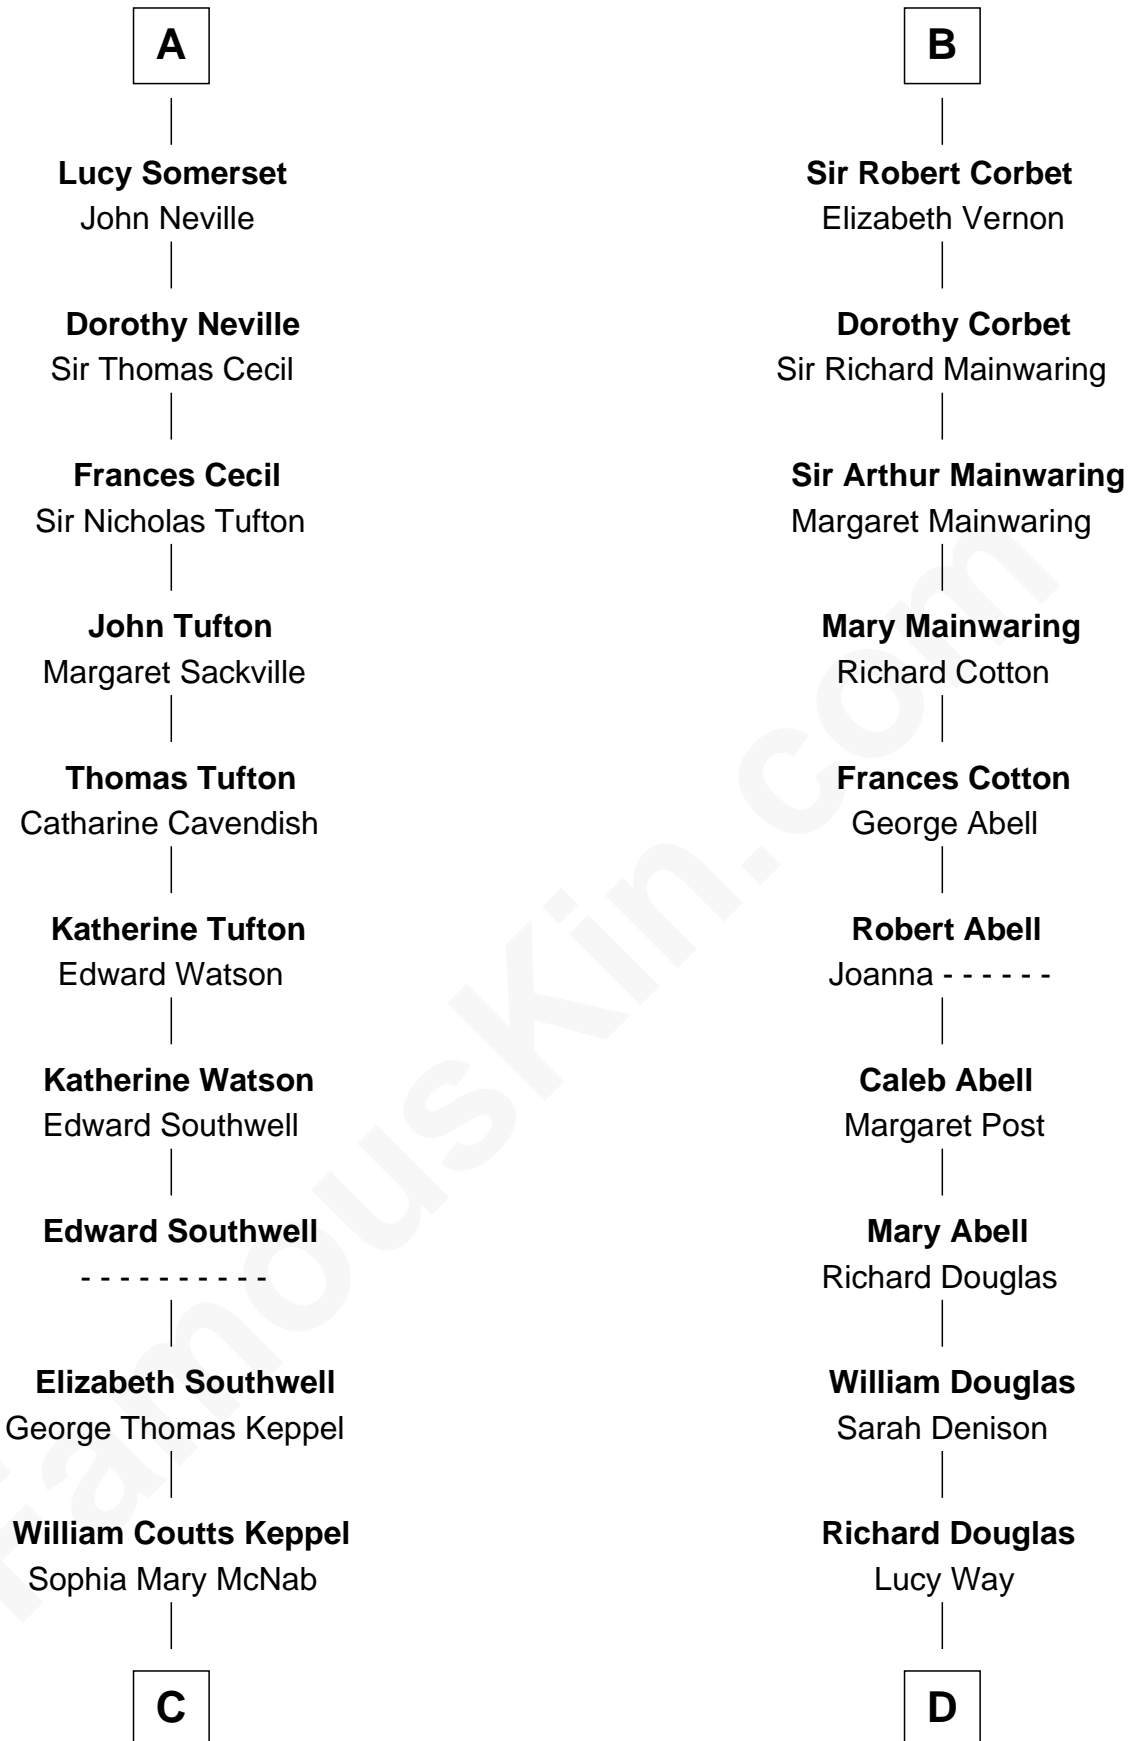 A
Lucy Somerset
John Neville
Dorothy Neville
Sir Thomas Cecil
Frances Cecil
Sir Nicholas Tufton
John Tufton
Margaret Sackville
Thomas Tufton
Catharine Cavendish
Katherine Tufton
Edward Watson
Katherine Watson
Edward Southwell
Edward Southwell
- - - - - - - - - -
Elizabeth Southwell
George Thomas Keppel
William Coutts Keppel
Sophia Mary McNab
C
B
Sir Robert Corbet
Elizabeth Vernon
Dorothy Corbet
Sir Richard Mainwaring
Sir Arthur Mainwaring
Margaret Mainwaring
Mary Mainwaring
Richard Cotton
Frances Cotton
George Abell
Robert Abell
Joanna - - - - - -
Caleb Abell
Margaret Post
Mary Abell
Richard Douglas
William Douglas
Sarah Denison
Richard Douglas
Lucy Way
D
FamousKin.com